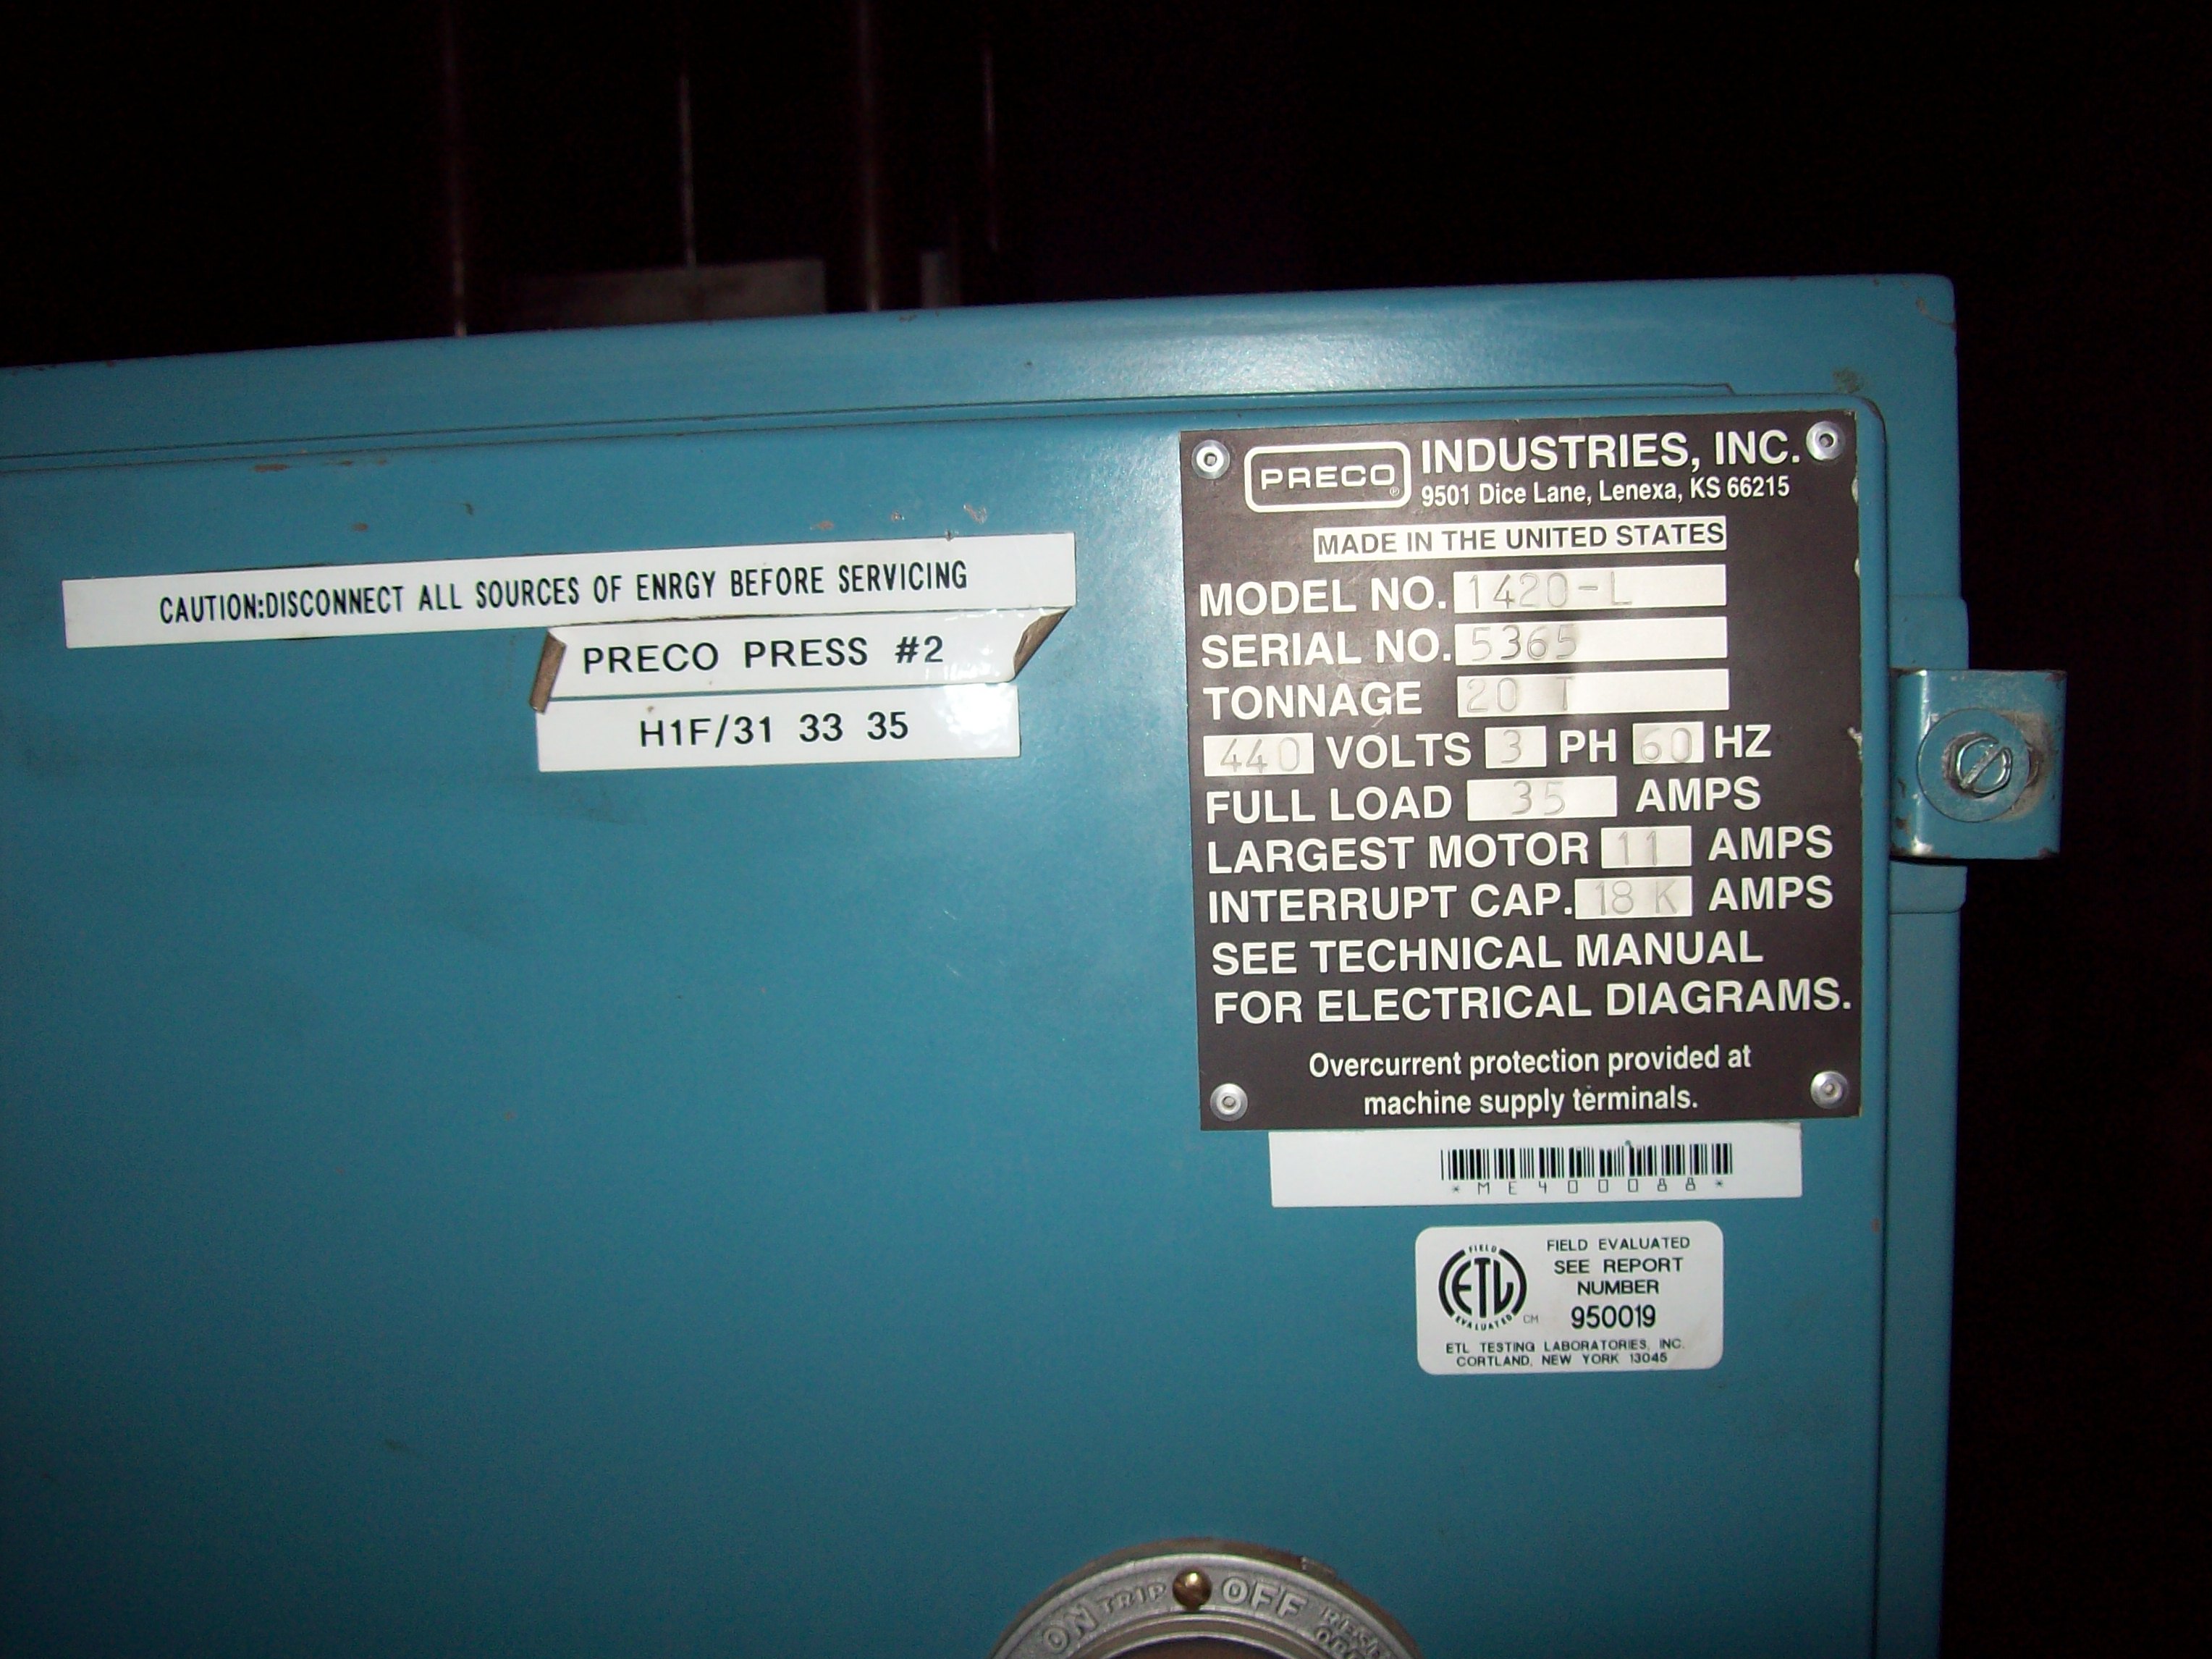 CAUTION:DISCONNECT ALL SOURCES OF ENRGY BEFORE SERVICING
PRECO PRESS #2
H1F/31 33 35
PRECO® INDUSTRIES, INC.
9501 Dice Lane, Lenexa, KS 66215
MADE IN THE UNITED STATES
MODEL NO. 1420-L
SERIAL NO. 5365
TONNAGE 20 T
440 VOLTS 3 PH 60 HZ
FULL LOAD 35 AMPS
LARGEST MOTOR 11 AMPS
INTERRUPT CAP. 18 K AMPS
SEE TECHNICAL MANUAL
FOR ELECTRICAL DIAGRAMS.
Overcurrent protection provided at
machine supply terminals.
*ME400088*
FIELD EVALUATED
ETL
CM
FIELD EVALUATED
SEE REPORT
NUMBER
950019
ETL TESTING LABORATORIES, INC.
CORTLAND, NEW YORK 13045
ON TRIP OFF